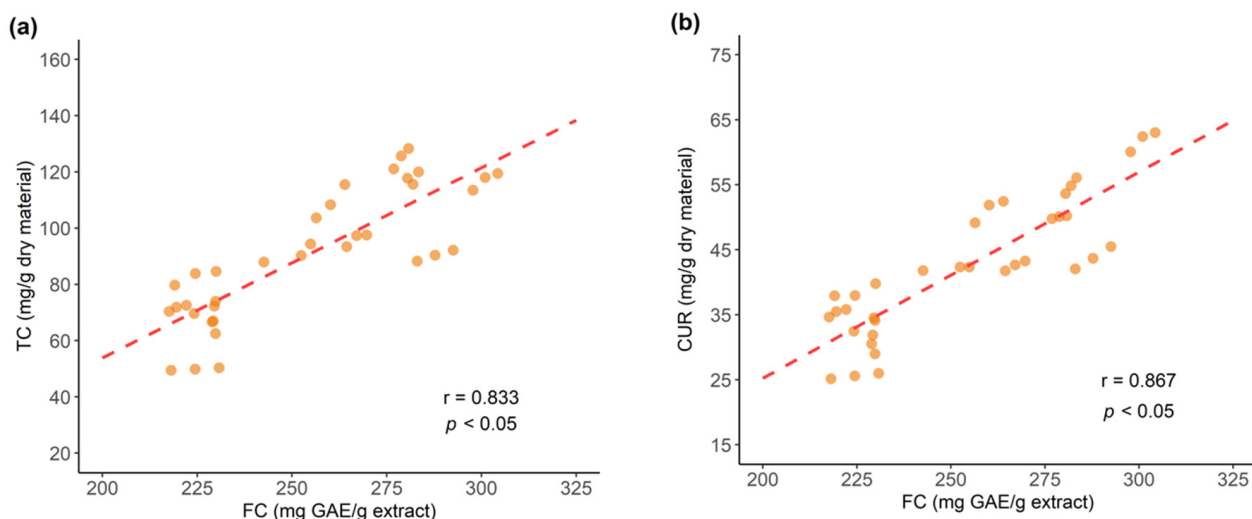 (a)
160
140
120
100
80
60
40
20
TC (mg/g dry material)
r = 0.833
p < 0.05
200 225 250 275 300 325
FC (mg GAE/g extract)
(b)
75
65
55
45
35
25
15
CUR (mg/g dry material)
r = 0.867
p < 0.05
200 225 250 275 300 325
FC (mg GAE/g extract)